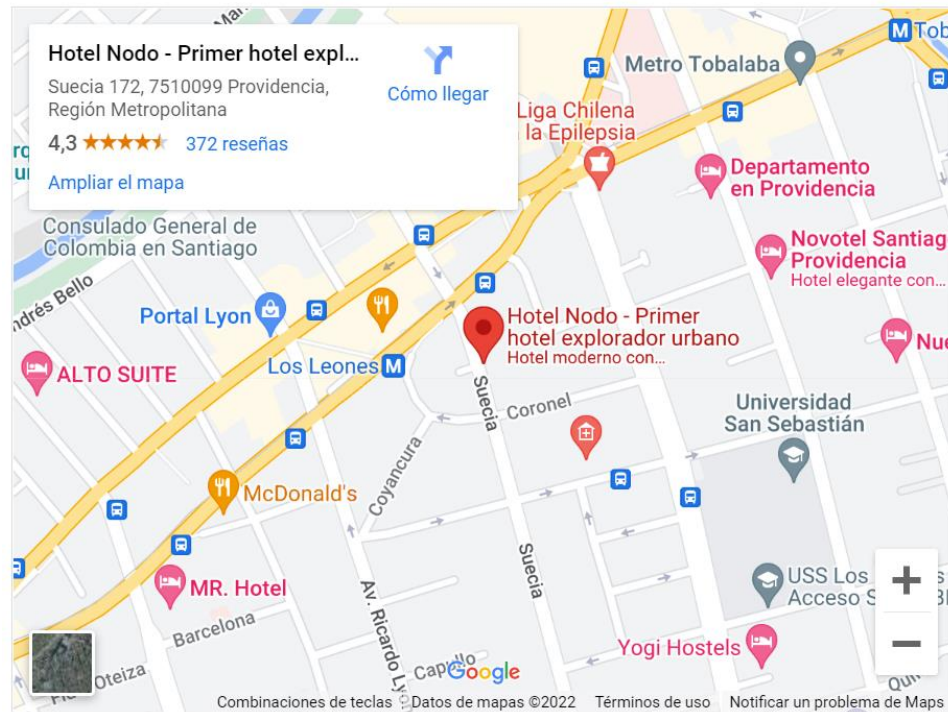 Hotel Nodo - Primer hotel expl...
Suecia 172, 7510099 Providencia,
Región Metropolitana
4,3
372 reseñas
Ampliar el mapa
Cómo llegar
M
Metro Tobalaba
Liga Chilena
la Epilepsia
Departamento
en Providencia
Consulado General de
Colombia en Santiago
Novotel Santiag
Providencia
Hotel elegante con...
Portal Lyon
Hotel Nodo - Primer
hotel explorador urbano
Hotel moderno con...
Los Leones M
ALTO SUITE
Suecia
Coronel
Universidad
San Sebastián
Coyancura
McDonald's
Suecia
USS Los
Acceso
MR. Hotel
Barcelona
Av. Ricardo Ly
Yogi Hostels
Oteiza
Capullo
Google
Combinaciones de teclas
Datos de mapas ©2022
Términos de uso
Notificar un problema de Maps